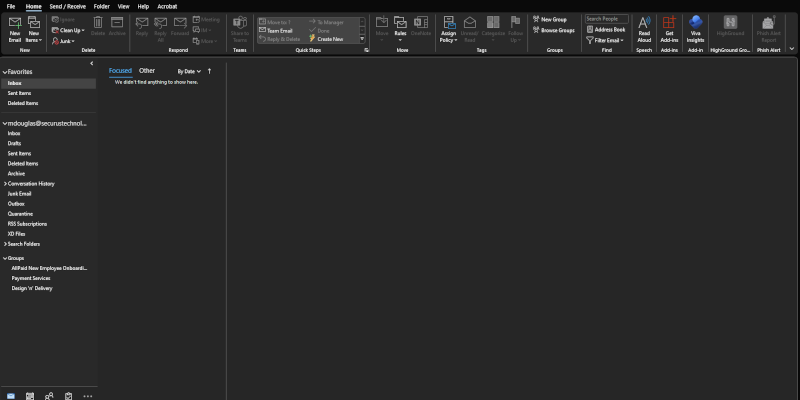 File Home Send / Receive Folder View Help Acrobat
New Email
New Items
Ignore
Clean Up
Junk
Delete
Archive
Reply
Reply All
Forward
Meeting
IM
More
Share to Teams
Move to: ?
Team Email
Reply & Delete
To Manager
Done
Create New
Move
Rules
OneNote
Assign Policy
Unread/ Read
Categorize
Follow Up
New Group
Browse Groups
Search People
Address Book
Filter Email
Read Aloud
Get Add-ins
Viva Insights
HighGround
Phish Alert Report
New Delete Respond Teams Quick Steps Move Tags Groups Find Speech Add-ins Add-in HighGround Gro... Phish Alert
Favorites
Inbox
Sent Items
Deleted Items
mdouglas@securustechnol...
Inbox
Drafts
Sent Items
Deleted Items
Archive
Conversation History
Junk Email
Outbox
Quarantine
RSS Subscriptions
XD Files
Search Folders
Groups
AllPaid New Employee Onboardi...
Payment Services
Design 'n' Delivery
Focused Other By Date
We didn't find anything to show here.